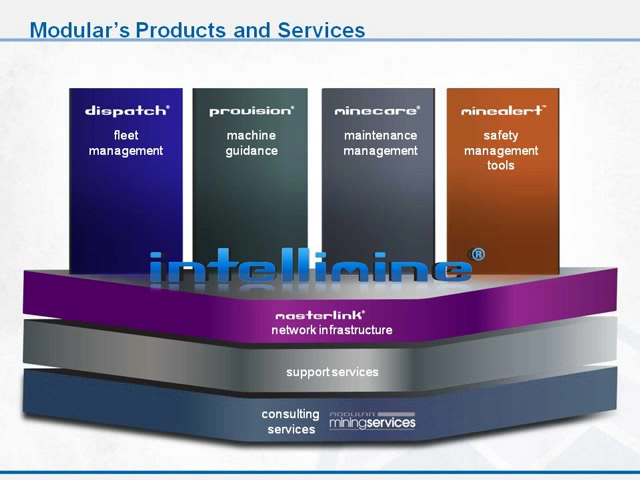 Modular's Products and Services
dispatch®
fleet
management
provision®
machine
guidance
minecare®
maintenance
management
minealert™
safety
management
tools
intellimine®
masterlink®
network infrastructure
support services
consulting
services
modular
miningservices